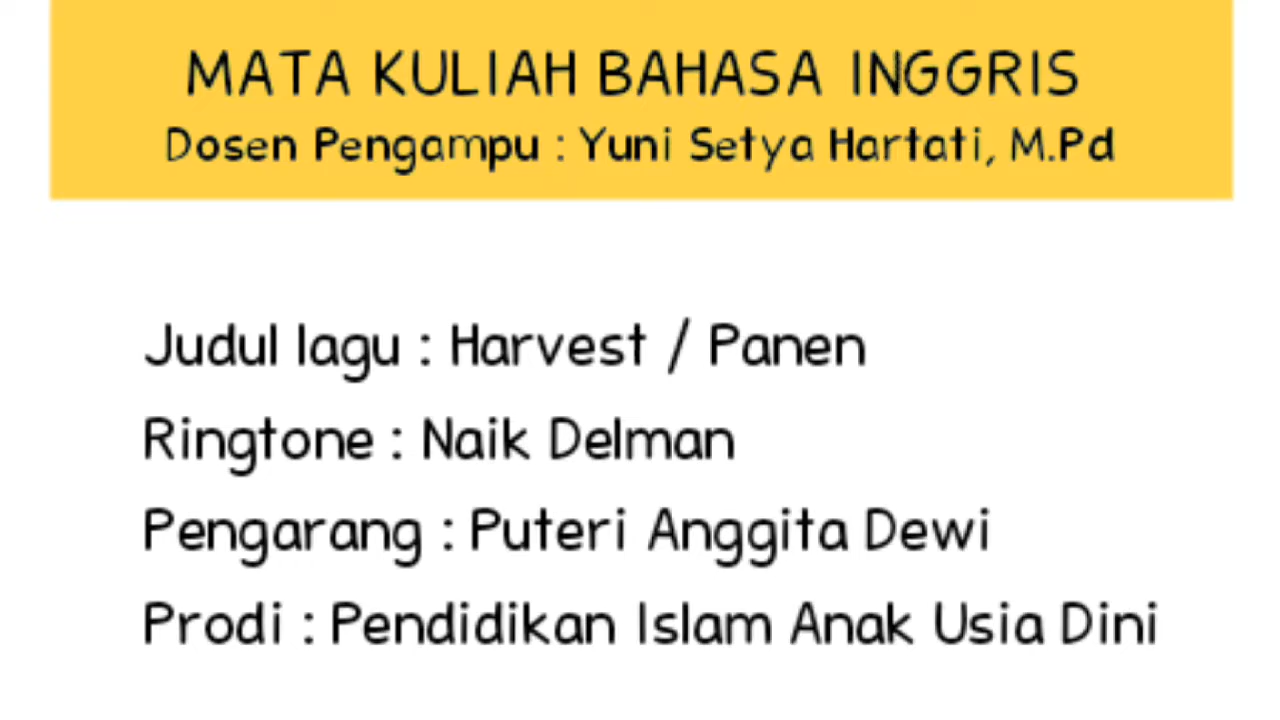 MATA KULIAH BAHASA INGGRIS
Dosen Pengampu : Yuni Setya Hartati, M.Pd
Judul lagu : Harvest / Panen
Ringtone : Naik Delman
Pengarang : Puteri Anggita Dewi
Prodi : Pendidikan Islam Anak Usia Dini